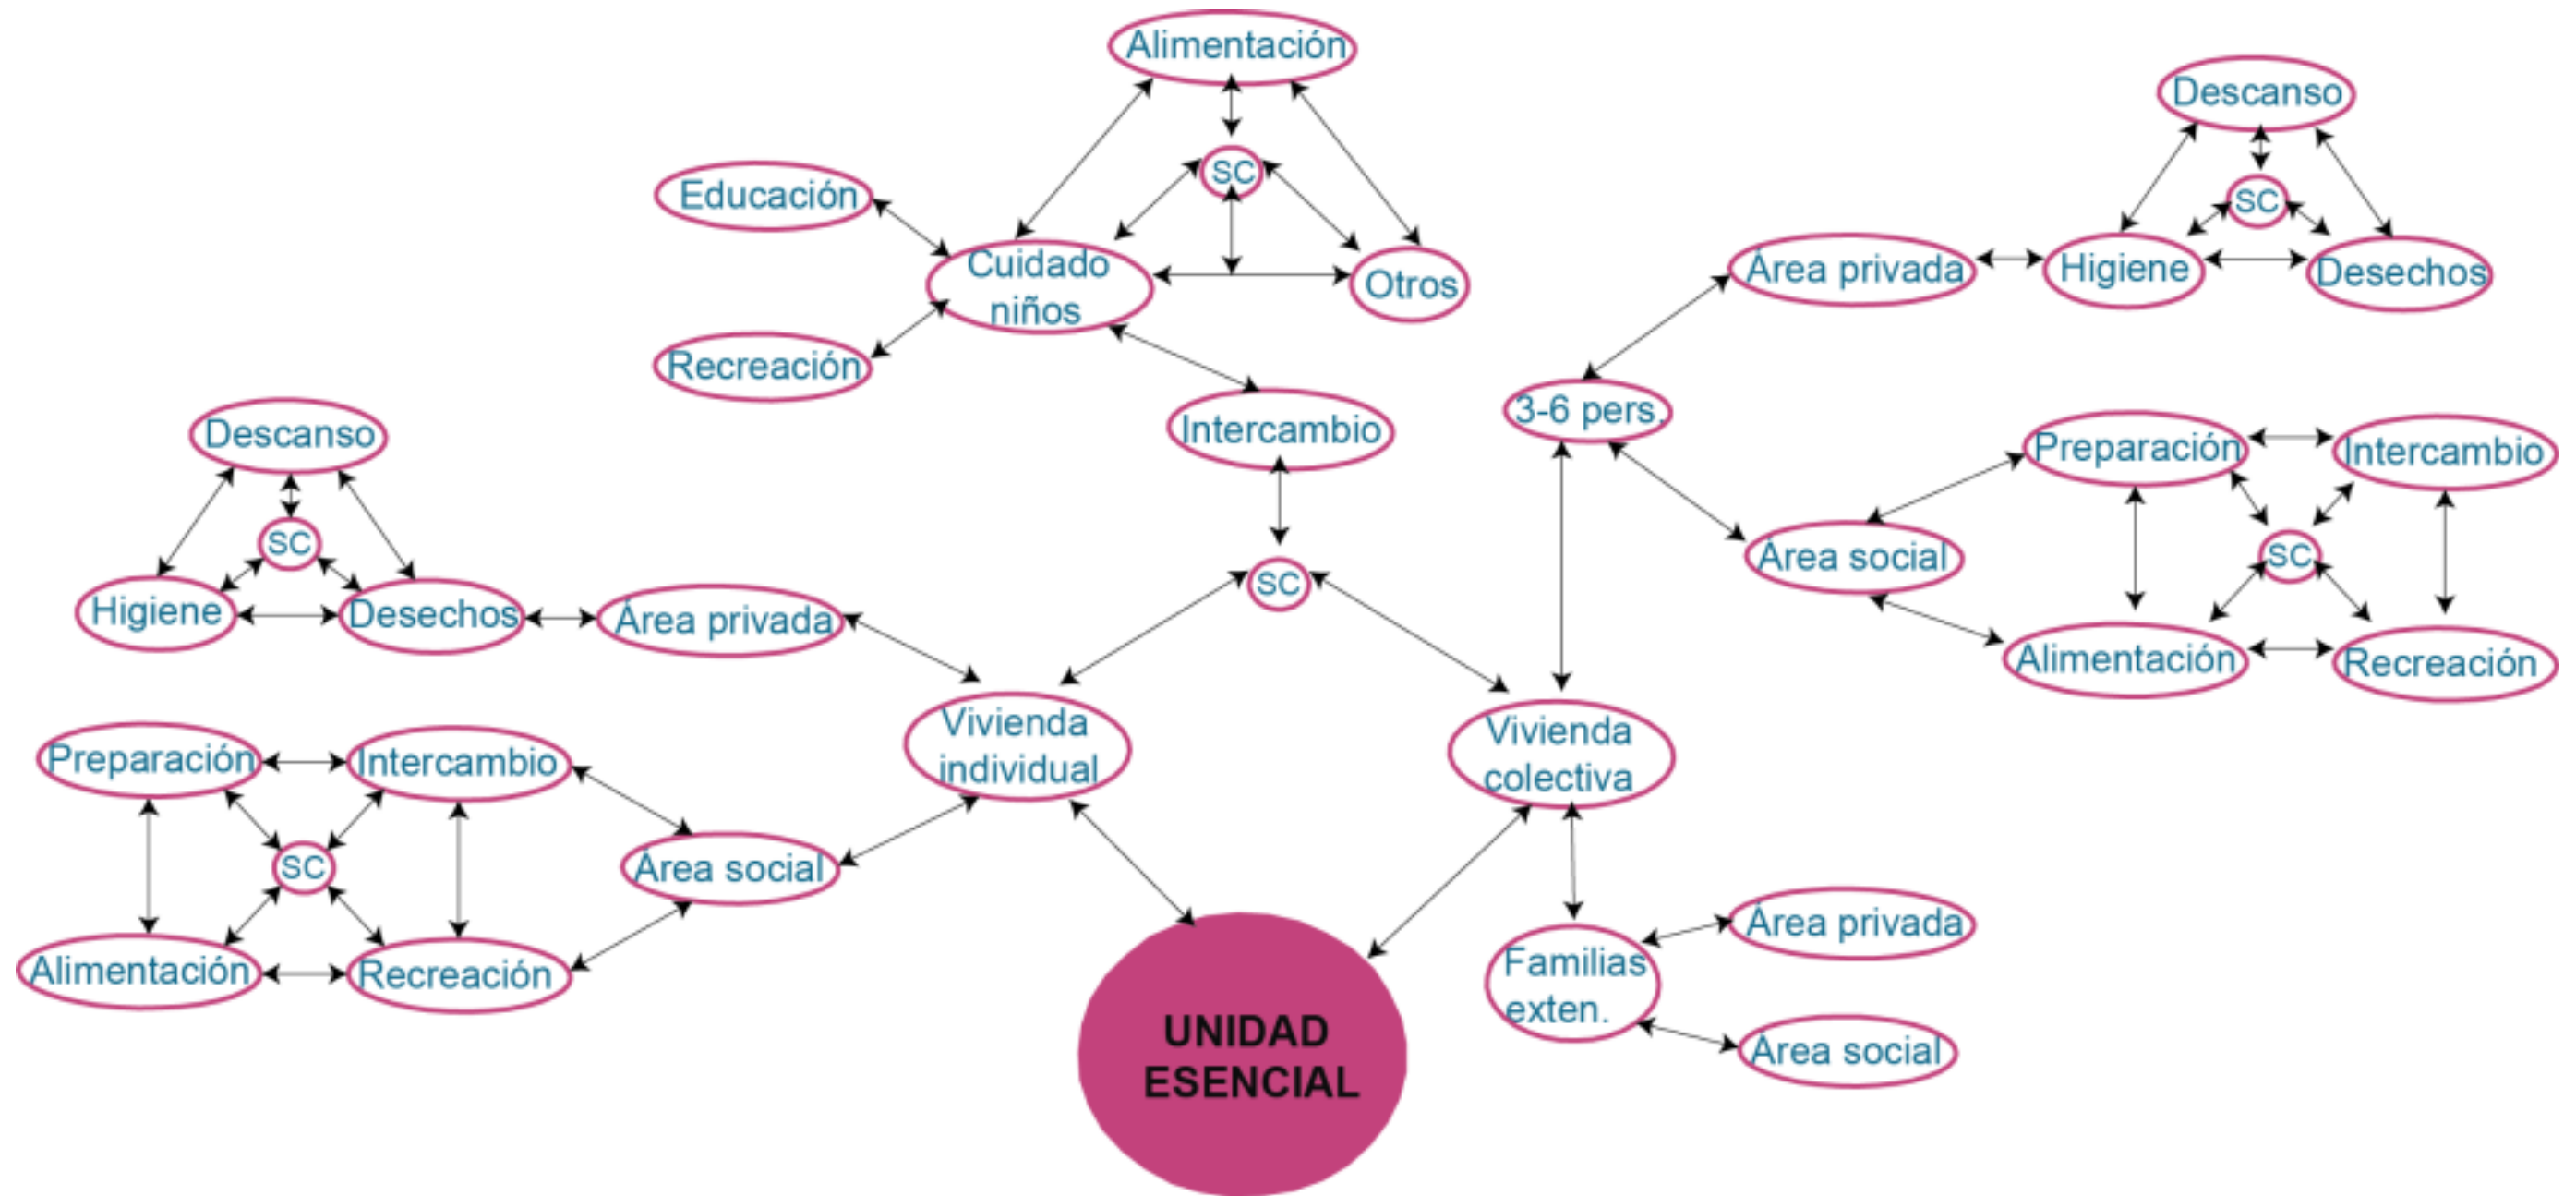 Alimentación
SC
Educación
Cuidado
niños
Otros
Recreación
Intercambio
SC
Descanso
SC
Higiene
Desechos
Área privada
3-6 pers.
Área social
Preparación
Intercambio
SC
Alimentación
Recreación
Descanso
SC
Higiene
Desechos
Área privada
Vivienda
individual
Vivienda
colectiva
Preparación
Intercambio
SC
Área social
Alimentación
Recreación
UNIDAD
ESENCIAL
Familias
exten.
Área privada
Área social